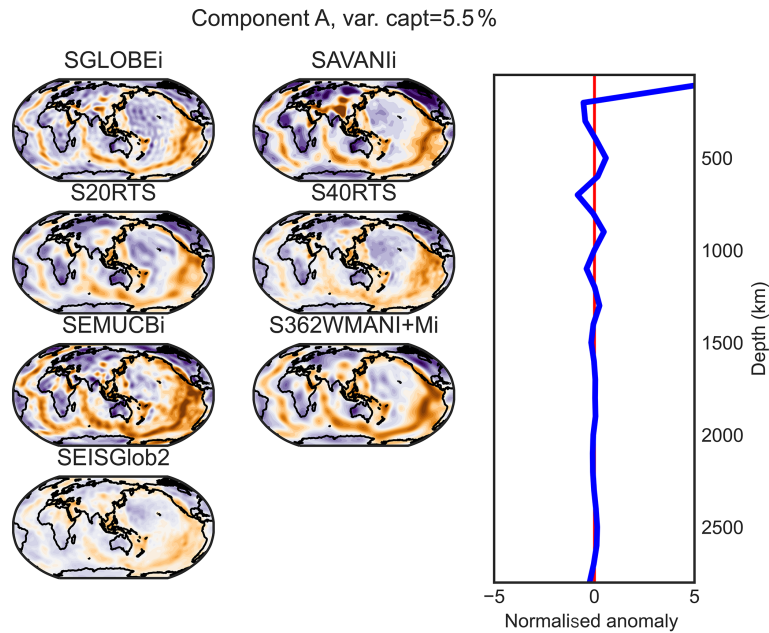 Component A, var. capt=5.5 %
SGLOBEi
SAVANIi
S20RTS
S40RTS
SEMUCBi
S362WMANI+Mi
SEISGlob2
500
1000
1500
2000
2500
Depth (km)
−5
0
5
Normalised anomaly